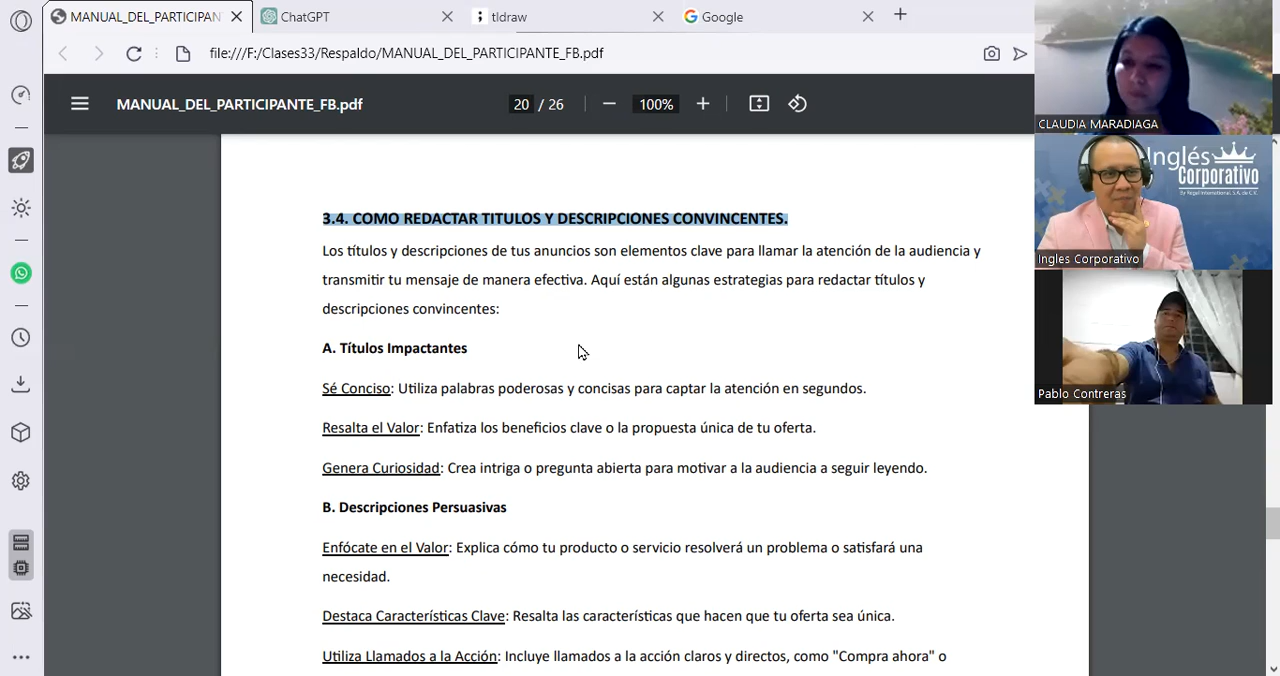 MANUAL_DEL_PARTICIPAN
ChatGPT
tldraw
Google
file:///F:/Clases33/Respaldo/MANUAL_DEL_PARTICIPANTE_FB.pdf
MANUAL_DEL_PARTICIPANTE_FB.pdf
20 / 26
100%
3.4. COMO REDACTAR TITULOS Y DESCRIPCIONES CONVINCENTES.
Los títulos y descripciones de tus anuncios son elementos clave para llamar la atención de la audiencia y
transmitir tu mensaje de manera efectiva. Aquí están algunas estrategias para redactar títulos y
descripciones convincentes:
A. Títulos Impactantes
Sé Conciso: Utiliza palabras poderosas y concisas para captar la atención en segundos.
Resalta el Valor: Enfatiza los beneficios clave o la propuesta única de tu oferta.
Genera Curiosidad: Crea intriga o pregunta abierta para motivar a la audiencia a seguir leyendo.
B. Descripciones Persuasivas
Enfócate en el Valor: Explica cómo tu producto o servicio resolverá un problema o satisfará una
necesidad.
Destaca Características Clave: Resalta las características que hacen que tu oferta sea única.
Utiliza Llamados a la Acción: Incluye llamados a la acción claros y directos, como "Compra ahora" o
CLAUDIA MARADIAGA
Inglés
Corporativo
By Regal International, S.A. de C.V.
Ingles Corporativo
Pablo Contreras